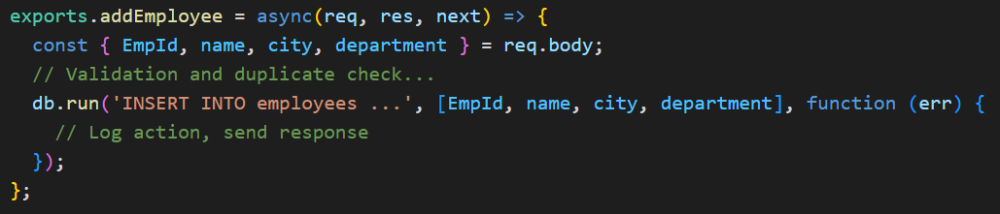 exports.addEmployee = async(req, res, next) => {
  const { EmpId, name, city, department } = req.body;
  // Validation and duplicate check...
  db.run('INSERT INTO employees ...', [EmpId, name, city, department], function (err) {
    // Log action, send response
  });
};